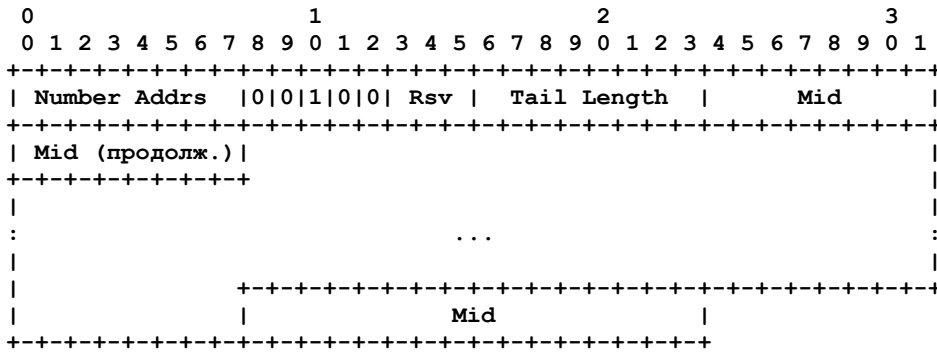 0                   1                   2                   3
 0 1 2 3 4 5 6 7 8 9 0 1 2 3 4 5 6 7 8 9 0 1 2 3 4 5 6 7 8 9 0 1
+-+-+-+-+-+-+-+-+-+-+-+-+-+-+-+-+-+-+-+-+-+-+-+-+-+-+-+-+-+-+-+-+
| Number Addrs  |0|0|1|0|0| Rsv |  Tail Length  |      Mid      |
+-+-+-+-+-+-+-+-+-+-+-+-+-+-+-+-+-+-+-+-+-+-+-+-+-+-+-+-+-+-+-+-+
| Mid (продолж.)|                                               |
+-+-+-+-+-+-+-+-+                                               |
|                                                               |
:                              ...                              :
|                                                               |
|               +-+-+-+-+-+-+-+-+-+-+-+-+-+-+-+-+-+-+-+-+-+-+-+-+
|               |              Mid              |
+-+-+-+-+-+-+-+-+-+-+-+-+-+-+-+-+-+-+-+-+-+-+-+-+